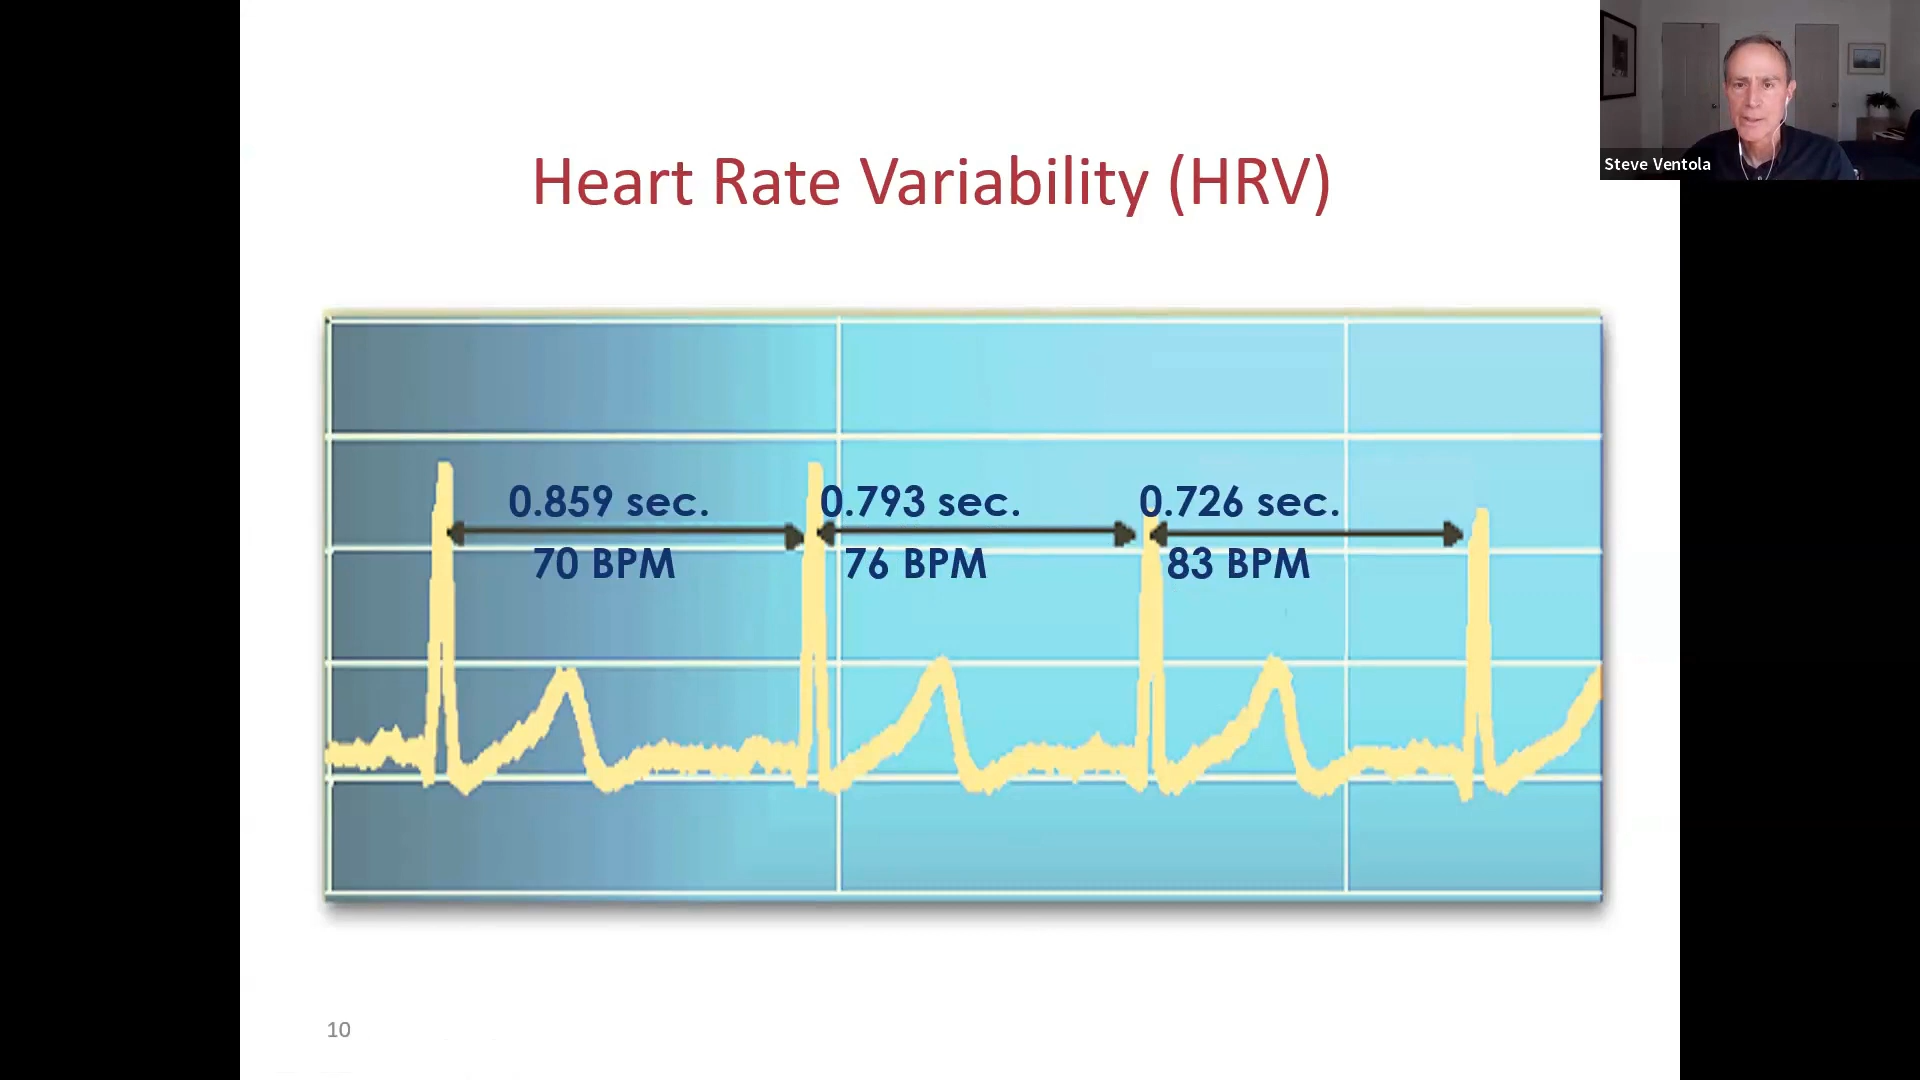 Steve Ventola
Heart Rate Variability (HRV)
0.859 sec. 0.793 sec. 0.726 sec.
70 BPM 76 BPM 83 BPM
10